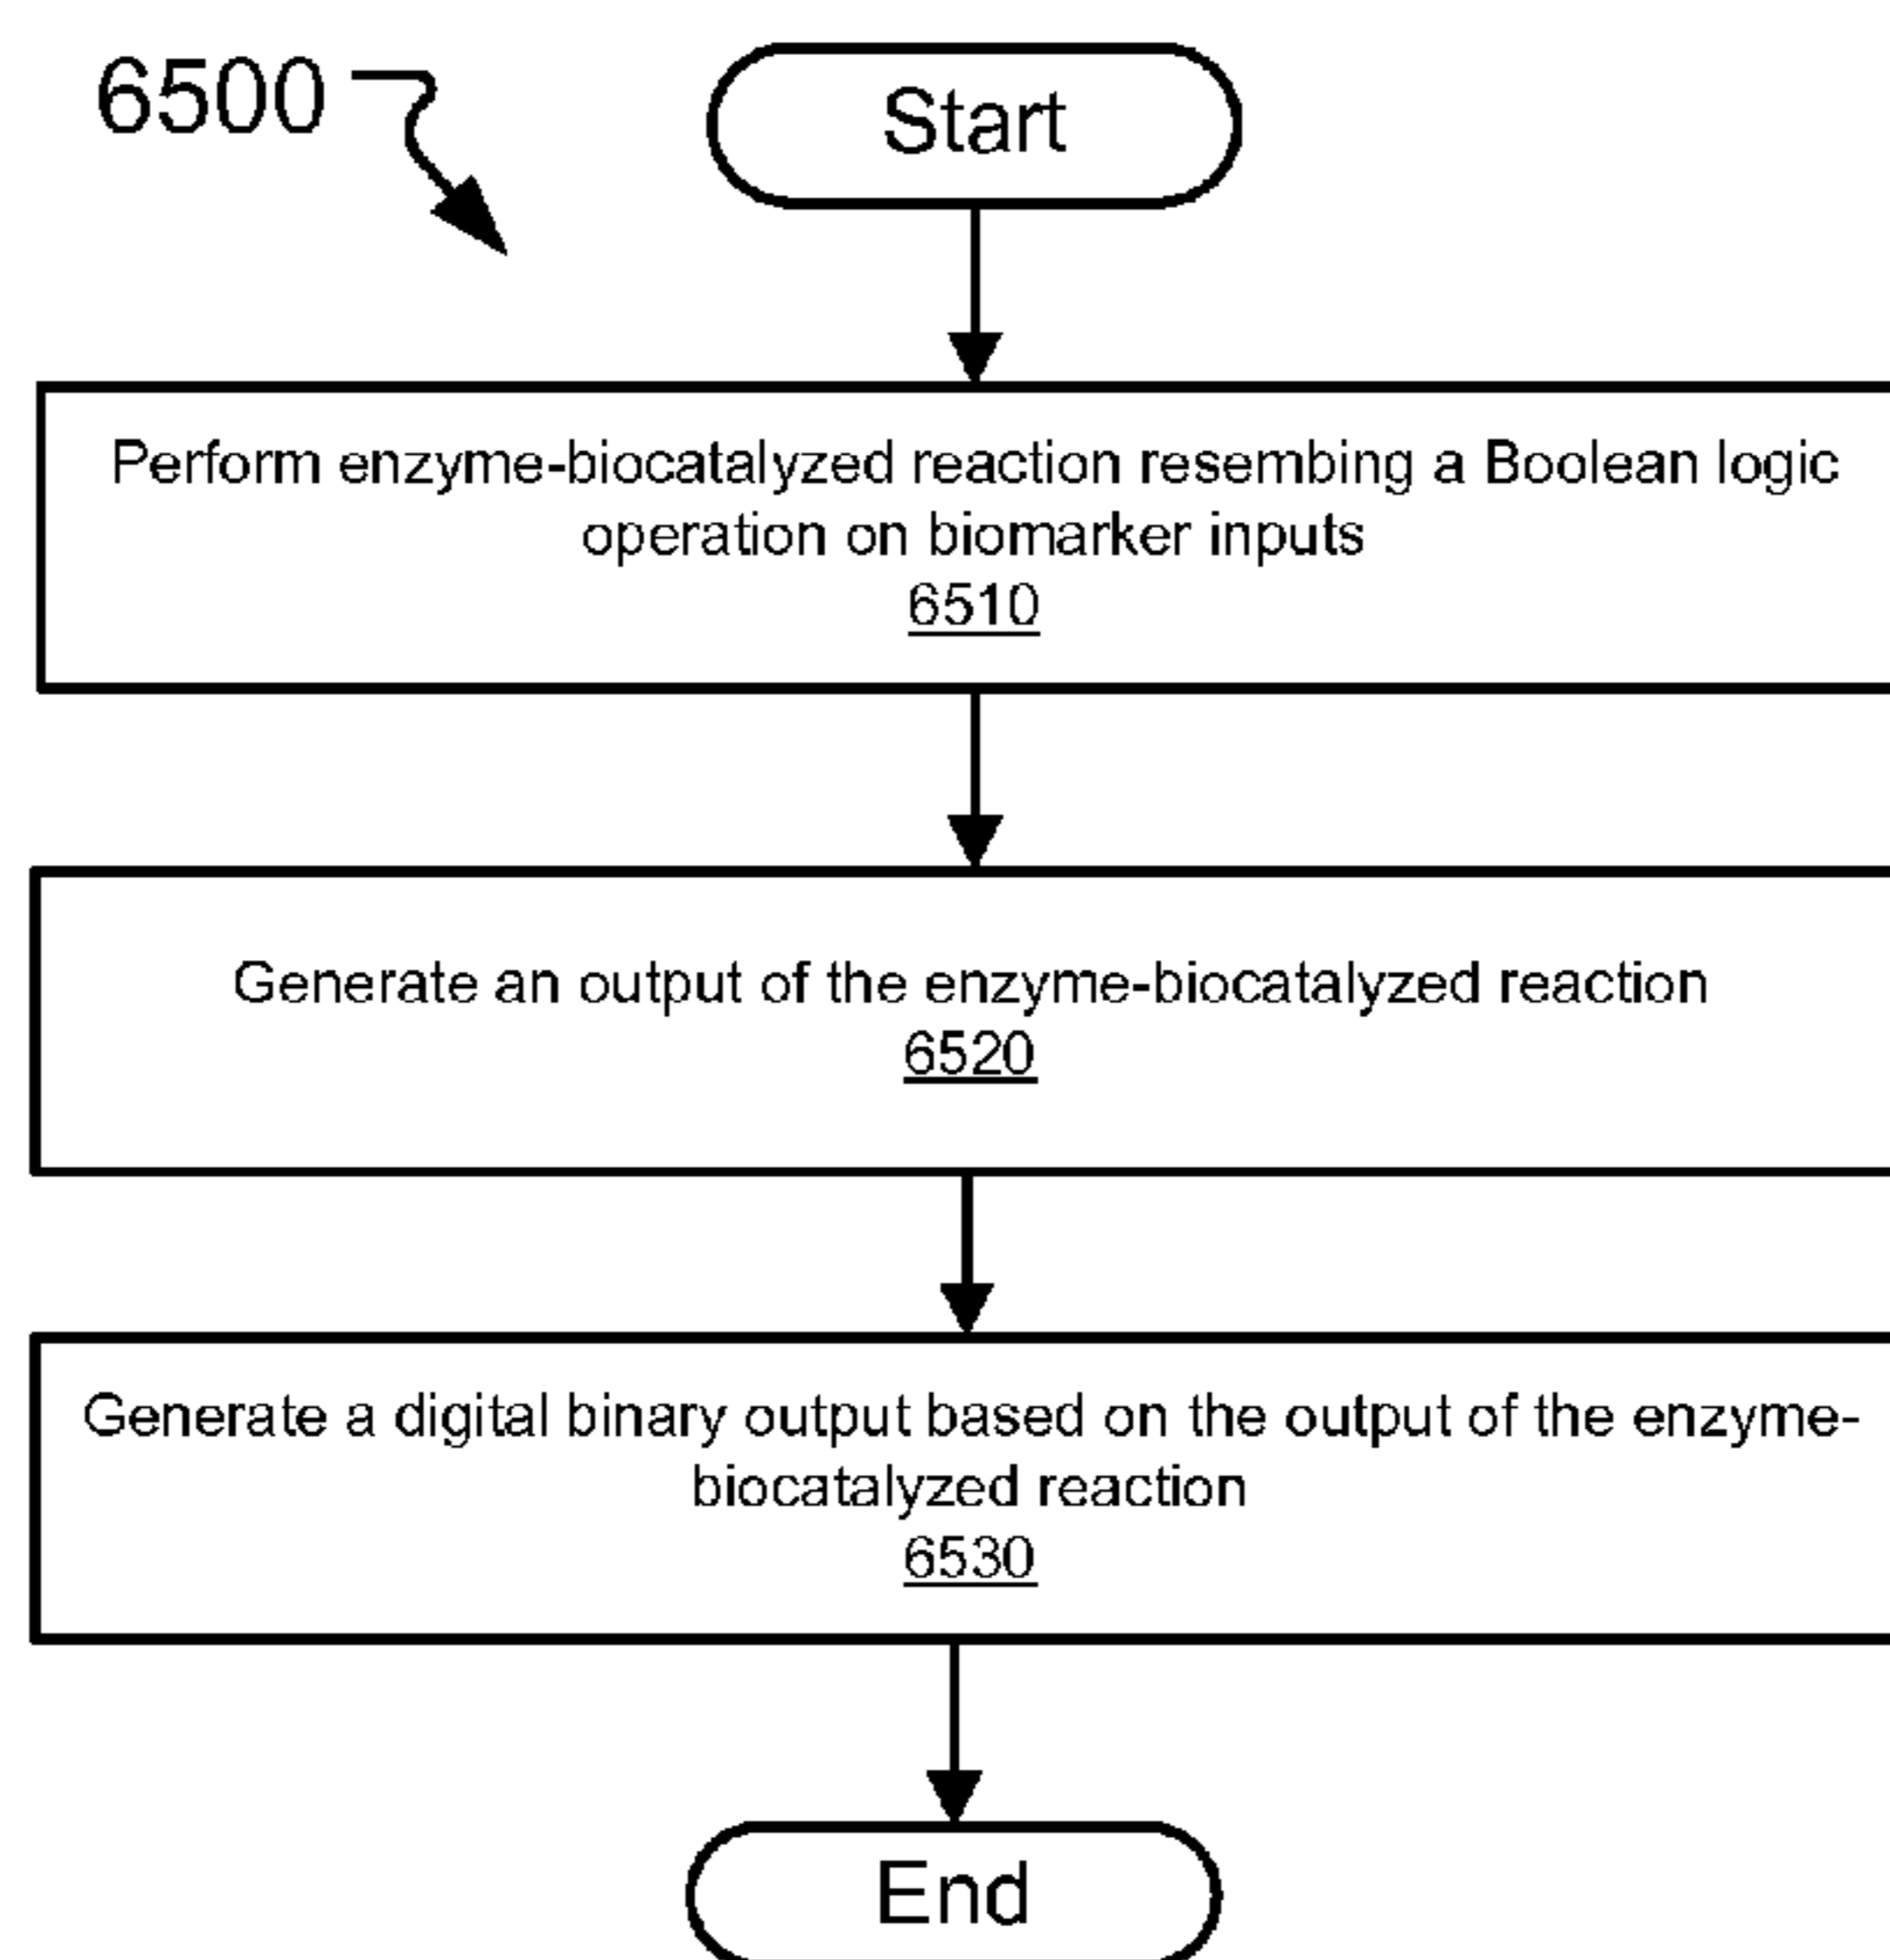 6500
Start
Perform enzyme-biocatalyzed reaction resembing a Boolean logic
operation on biomarker inputs
6510
Generate an output of the enzyme-biocatalyzed reaction
6520
Generate a digital binary output based on the output of the enzyme-
biocatalyzed reaction
6530
End